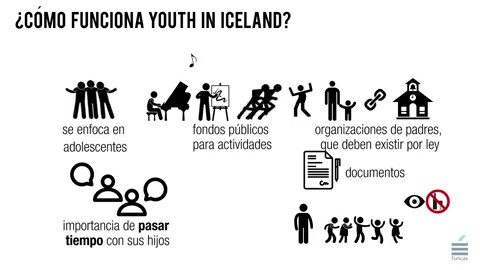 ¿CÓMO FUNCIONA YOUTH IN ICELAND?
se enfoca en
adolescentes
fondos públicos
para actividades
organizaciones de padres,
que deben existir por ley
documentos
importancia de pasar
tiempo con sus hijos
funcas